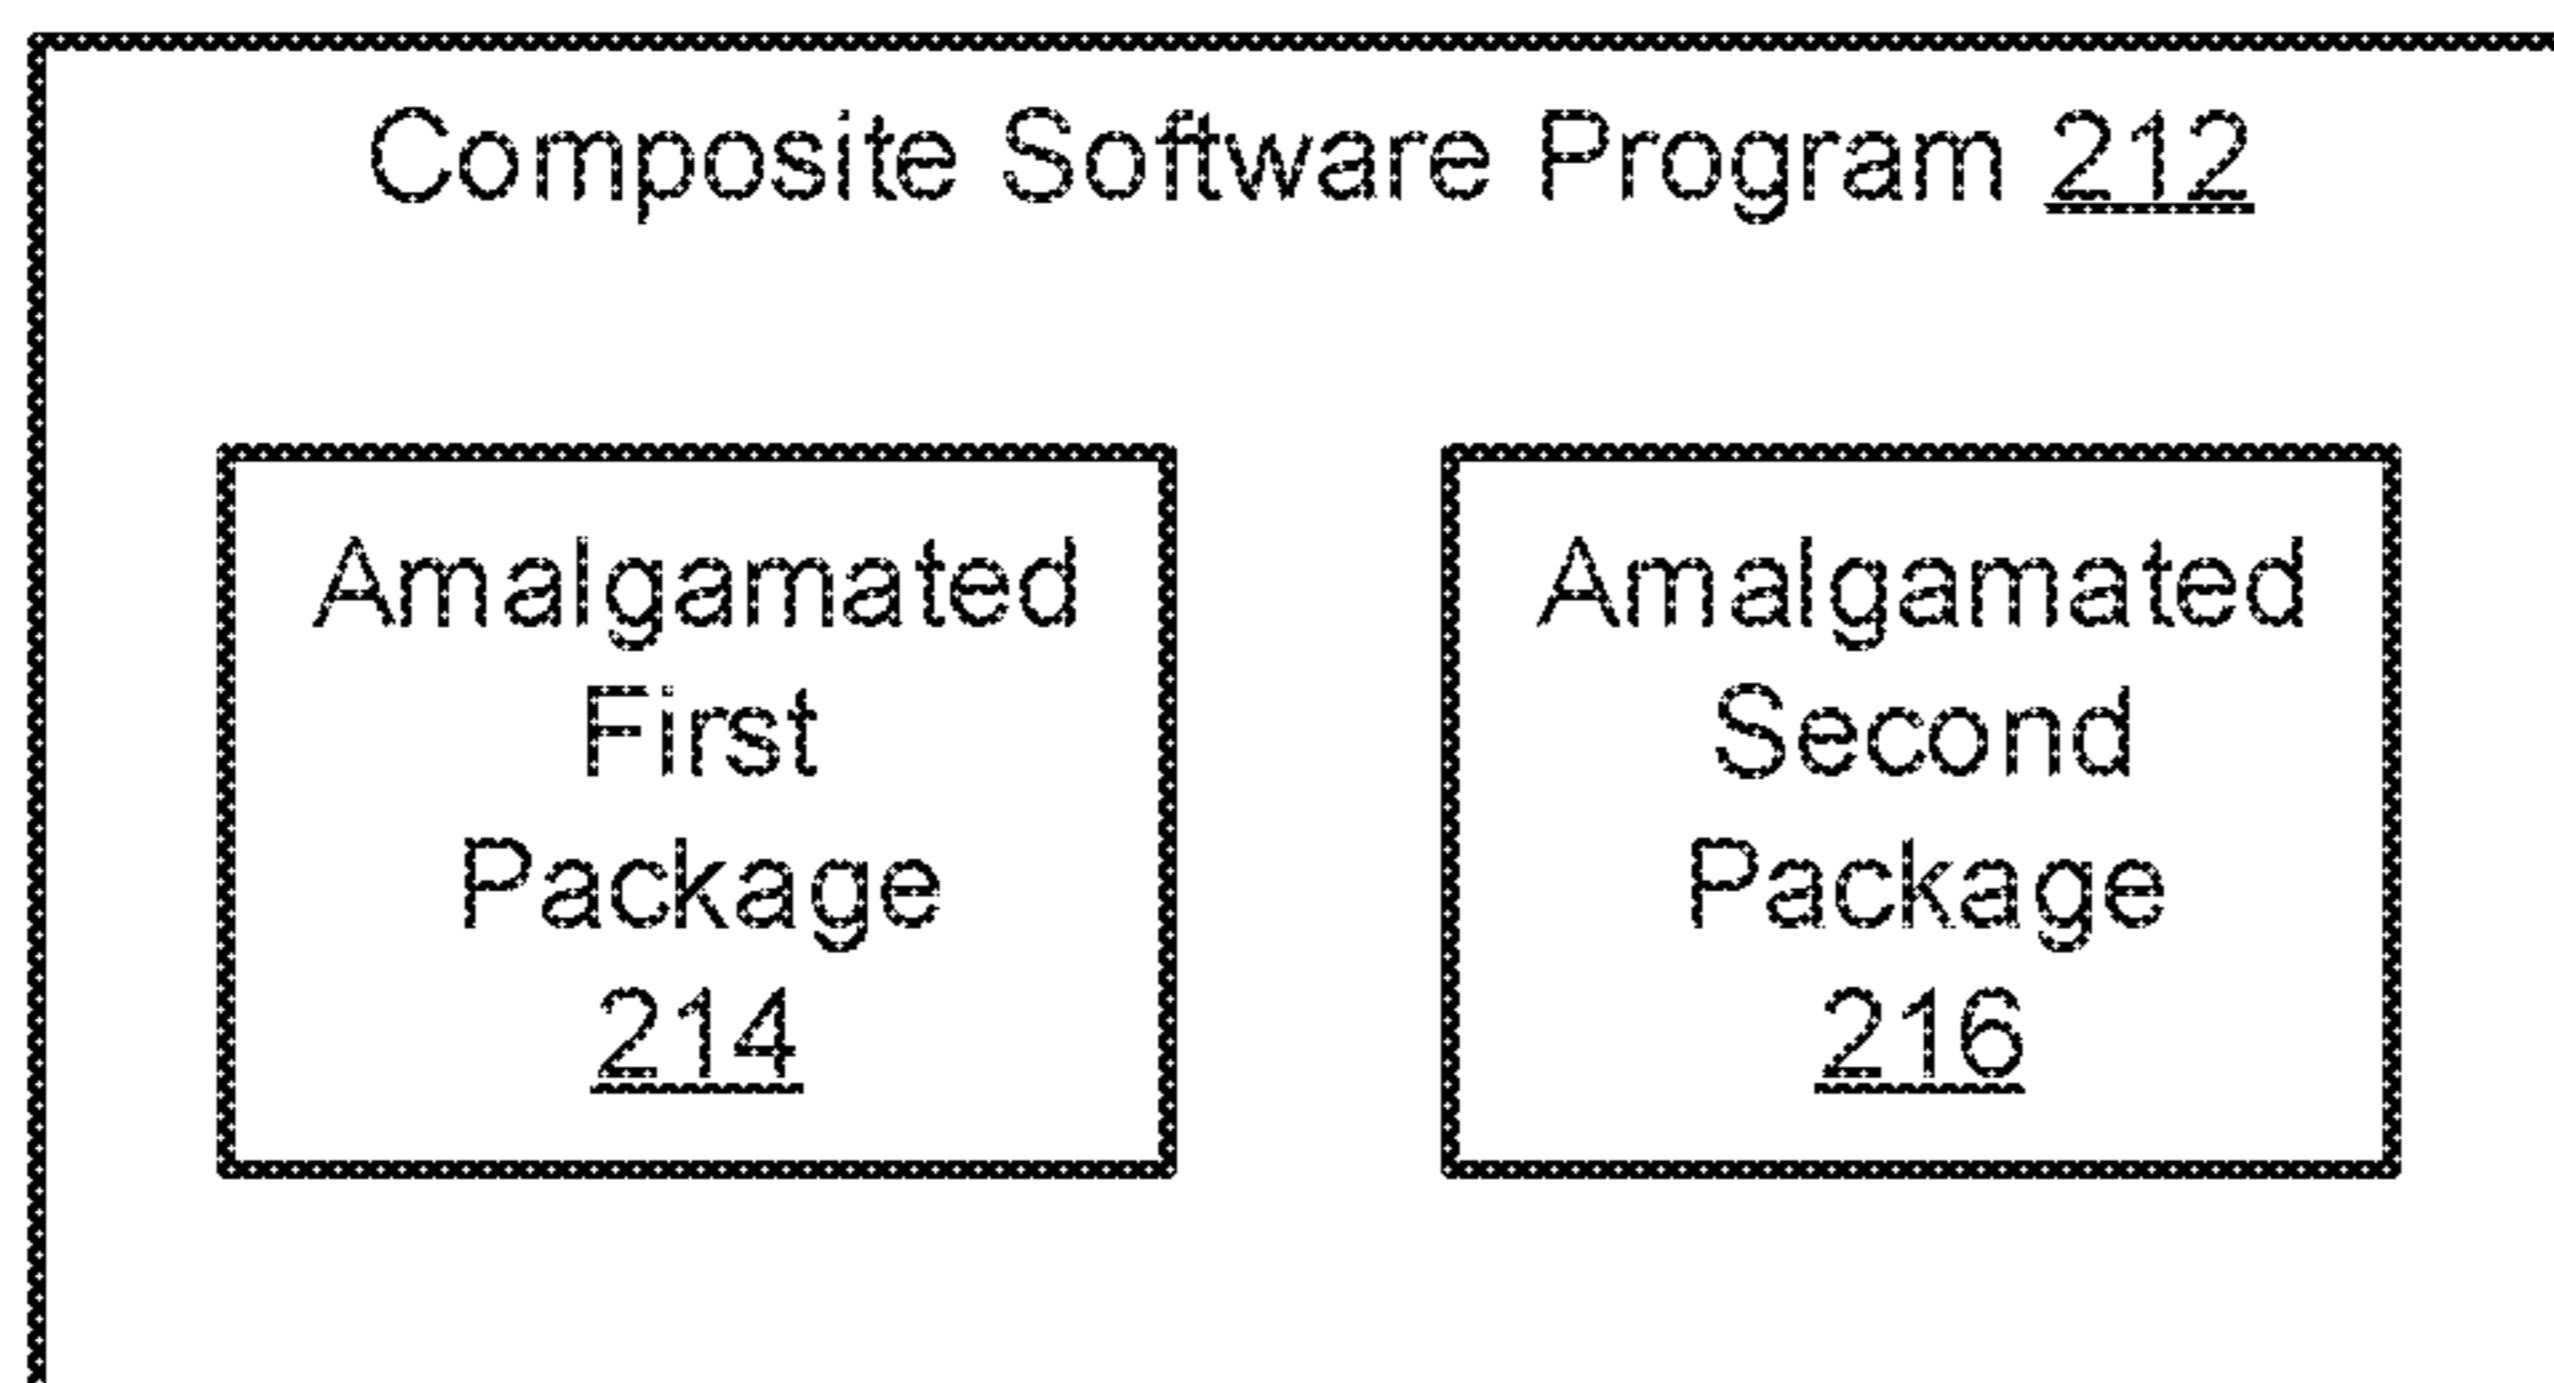 Composite Software Program 212
Amalgamated
First
Package
214
Amalgamated
Second
Package
216